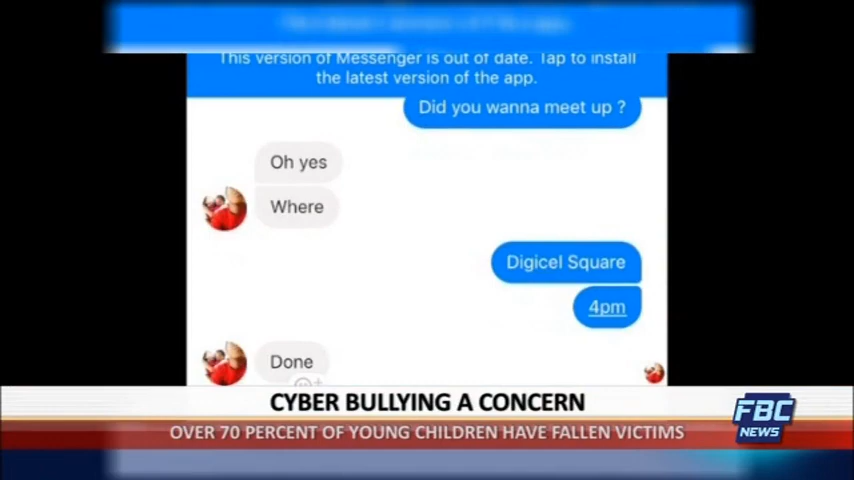 This version of Messenger is out of date. Tap to install
the latest version of the app.
Did you wanna meet up ?
Oh yes
Where
Digicel Square
4pm
Done
CYBER BULLYING A CONCERN
OVER 70 PERCENT OF YOUNG CHILDREN HAVE FALLEN VICTIMS
FBC
NEWS